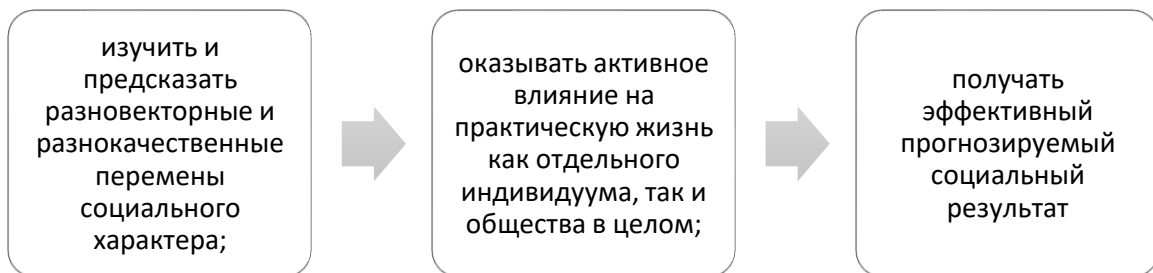 изучить и
предсказать
разновекторные и
разнокачественные
перемены
социального
характера;
оказывать активное
влияние на
практическую жизнь
как отдельного
индивидуума, так и
общества в целом;
получать
эффективный
прогнозируемый
социальный
результат